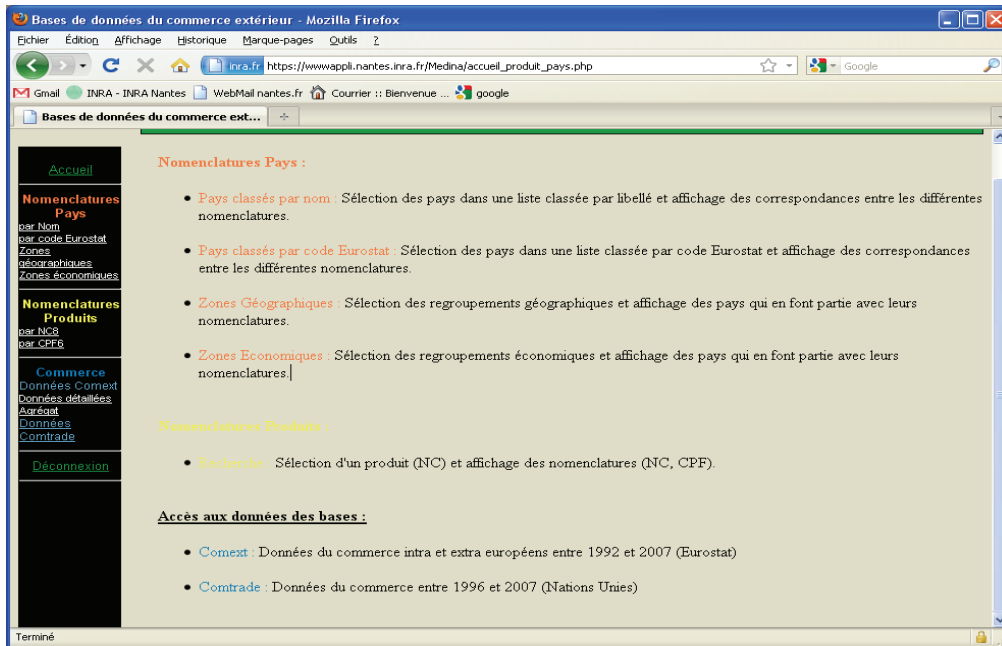 Bases de données du commerce extérieur - Mozilla Firefox
Fichier Édition Affichage Historique Marque-pages Outils ?
inra.fr https://wwwappli.nantes.inra.fr/Medina/accueil_produit_pays.php
Google
Gmail INRA - INRA Nantes WebMail nantes.fr Courrier :: Bienvenue ... google
Bases de données du commerce ext...
Accueil
Nomenclatures
Pays
par Nom
par code Eurostat
Zones
géographiques
Zones économiques
Nomenclatures
Produits
par NC8
par CPF6
Commerce
Données Comext
Données détaillées
Agrégat
Données
Comtrade
Déconnexion
Nomenclatures Pays :
Pays classés par nom : Sélection des pays dans une liste classée par libellé et affichage des correspondances entre les différentes
nomenclatures.
Pays classés par code Eurostat : Sélection des pays dans une liste classée par code Eurostat et affichage des correspondances
entre les différentes nomenclatures.
Zones Géographiques : Sélection des regroupements géographiques et affichage des pays qui en font partie avec leurs
nomenclatures.
Zones Economiques : Sélection des regroupements économiques et affichage des pays qui en font partie avec leurs
nomenclatures.
Nomenclatures Produits :
Sélection d'un produit (NC) et affichage des nomenclatures (NC, CPF).
Accès aux données des bases :
Comext : Données du commerce intra et extra européens entre 1992 et 2007 (Eurostat)
Comtrade : Données du commerce entre 1996 et 2007 (Nations Unies)
Terminé